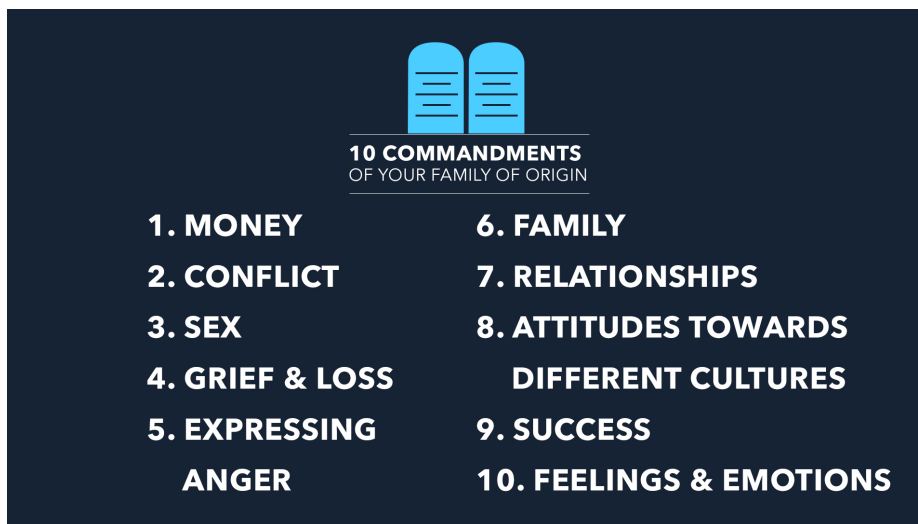 10 COMMANDMENTS
OF YOUR FAMILY OF ORIGIN
1. MONEY
2. CONFLICT
3. SEX
4. GRIEF & LOSS
5. EXPRESSING
ANGER
6. FAMILY
7. RELATIONSHIPS
8. ATTITUDES TOWARDS
DIFFERENT CULTURES
9. SUCCESS
10. FEELINGS & EMOTIONS